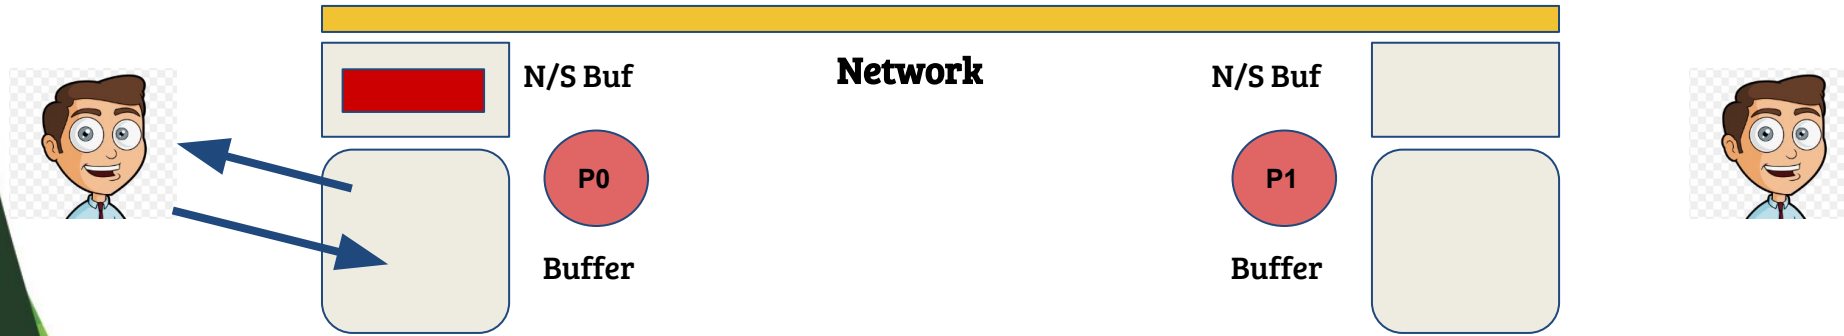 N/S Buf
Network
N/S Buf
P0
P1
Buffer
Buffer